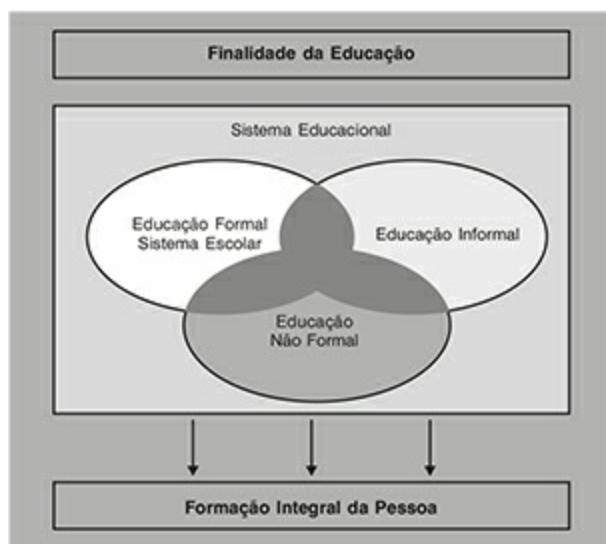 Finalidade da Educação
Sistema Educacional
Educação Formal
Sistema Escolar
Educação Informal
Educação
Não Formal
Formação Integral da Pessoa